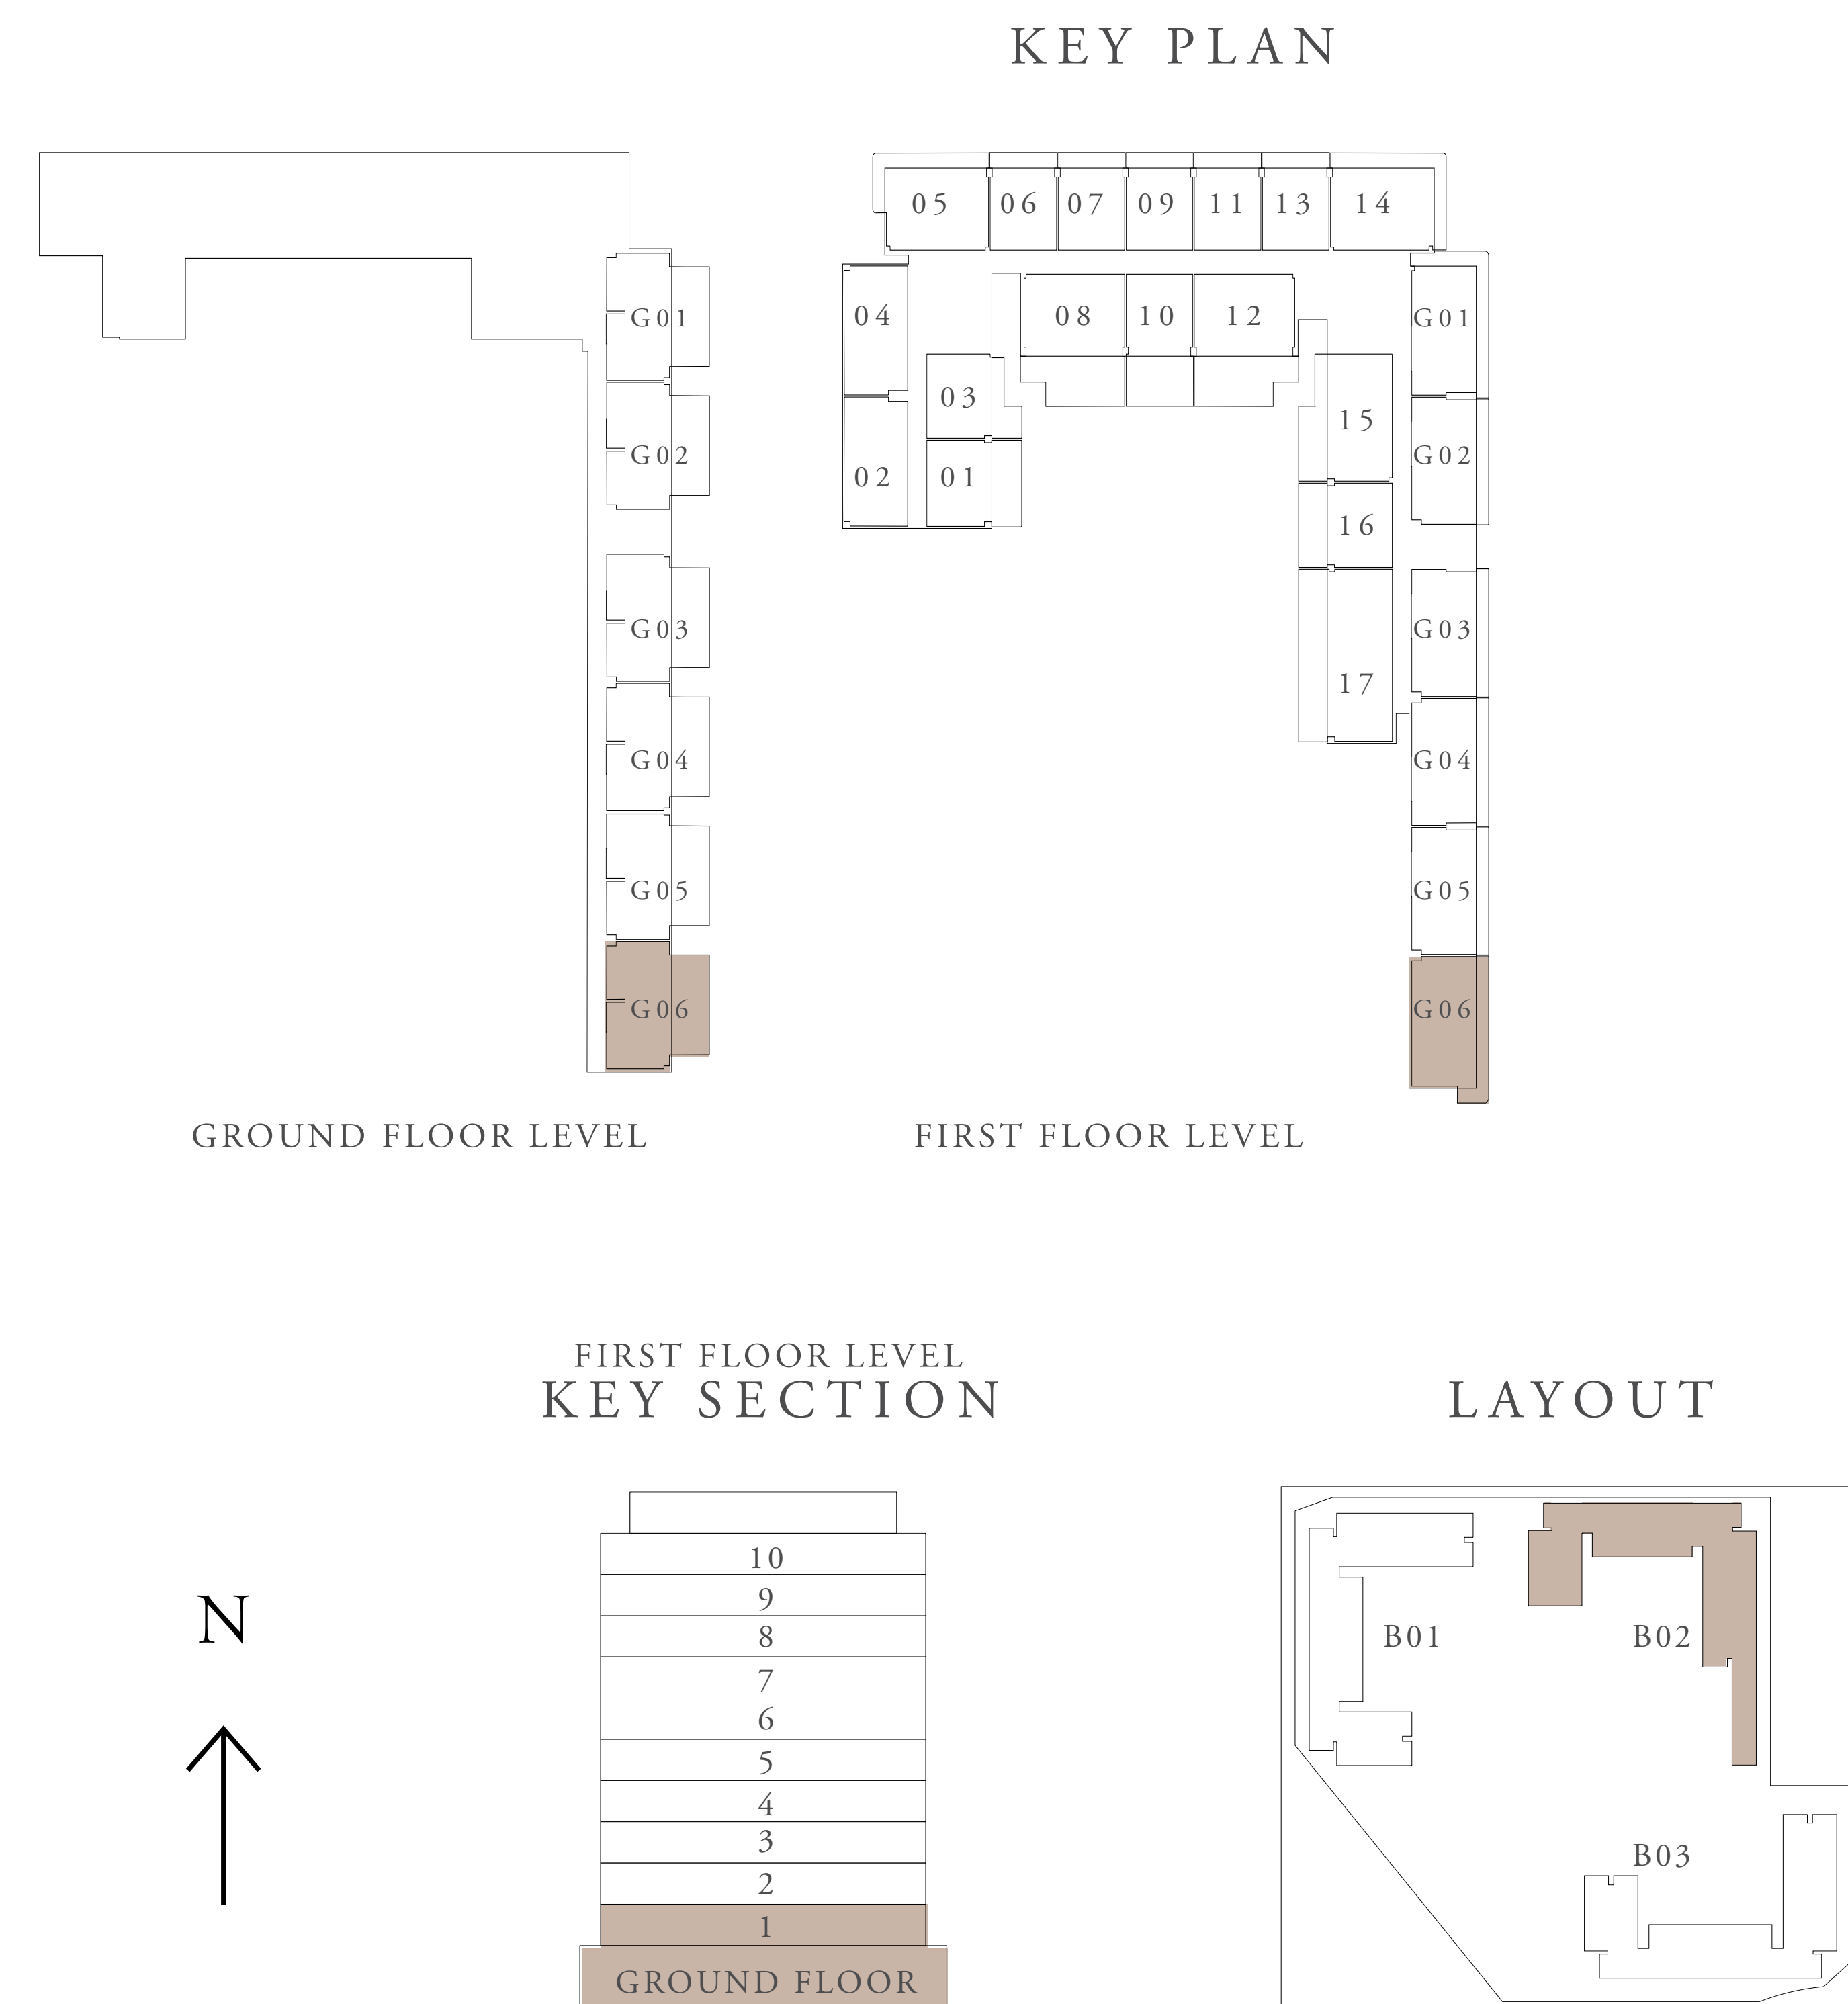 KEY PLAN
05 06 07 09 11 13 14
G01
04 08 10 12 G01
03
15
G02 02 01 G02
16
G03 G03
17
G04 G04
G05 G05
G06 G06
GROUND FLOOR LEVEL FIRST FLOOR LEVEL
FIRST FLOOR LEVEL
KEY SECTION
LAYOUT
N
10
9
8
7
6
5
4
3
2
1
GROUND FLOOR
B01 B02
B03